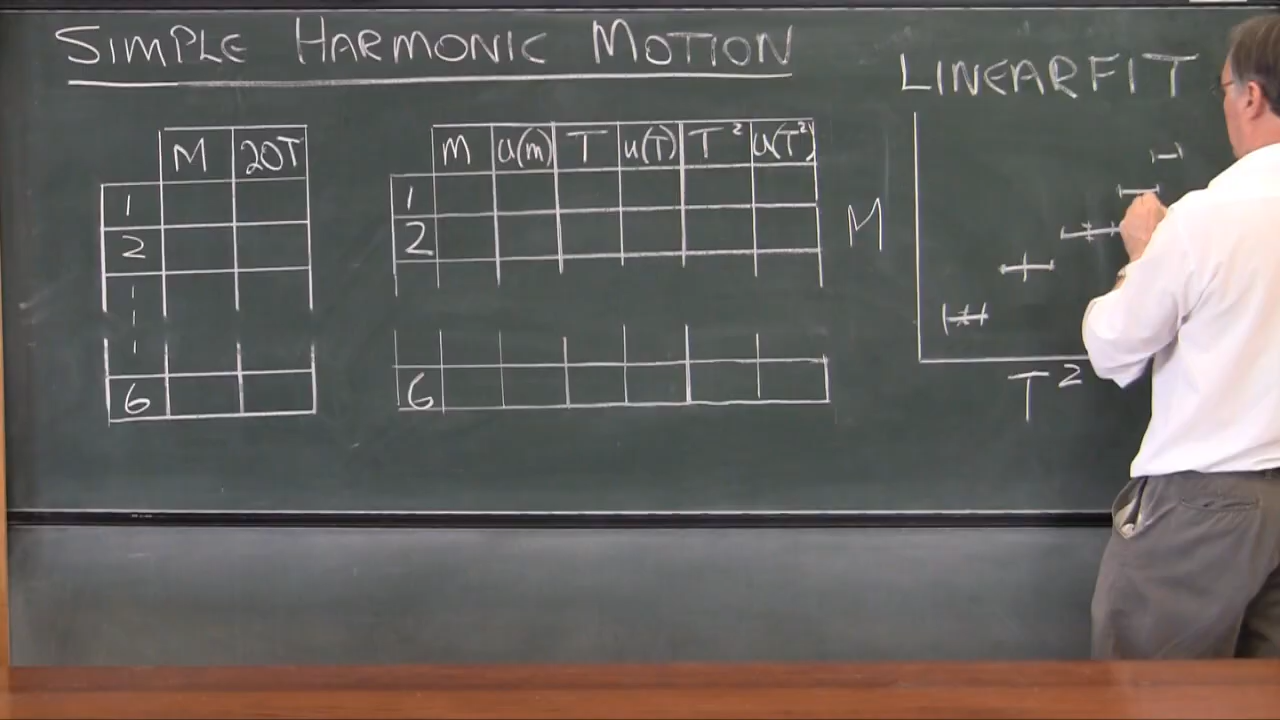 SIMPLE HARMONIC MOTION
LINEARFIT
M 20T
1
2
6
M u(m) T u(T) T² u(T²)
1
2
6
M
T²